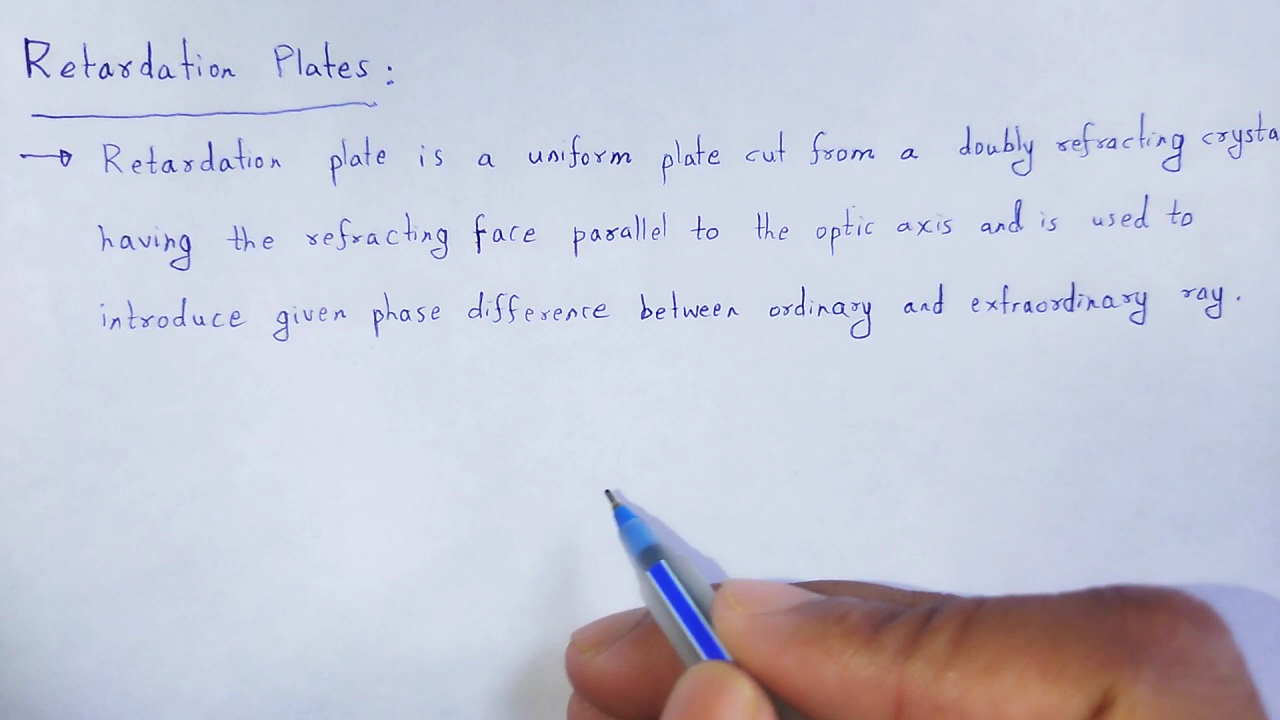 Retardation Plates:
→ Retardation plate is a uniform plate cut from a doubly refracting crysta
having the refracting face parallel to the optic axis and is used to
introduce given phase difference between ordinary and extraordinary ray.